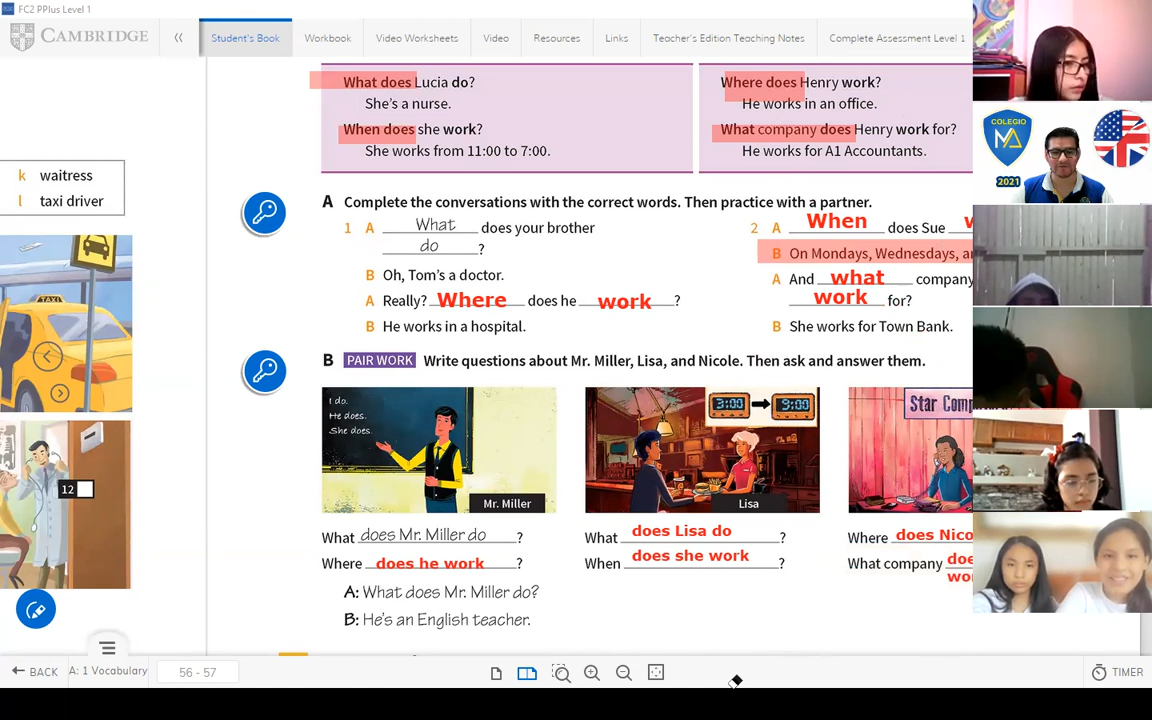 FC2 PPlus Level 1
CAMBRIDGE
Student's Book
Workbook
Video Worksheets
Video
Resources
Links
Teacher's Edition Teaching Notes
Complete Assessment Level 1
What does Lucia do?
She's a nurse.
When does she work?
She works from 11:00 to 7:00.
Where does Henry work?
He works in an office.
What company does Henry work for?
He works for A1 Accountants.
k waitress
l taxi driver
TAXI
12
A Complete the conversations with the correct words. Then practice with a partner.
1 A What does your brother
do ?
B Oh, Tom's a doctor.
A Really? Where does he work ?
B He works in a hospital.
2 A When does Sue
B On Mondays, Wednesdays,
A And what company
work for?
B She works for Town Bank.
B PAIR WORK Write questions about Mr. Miller, Lisa, and Nicole. Then ask and answer them.
I do.
He does.
She does.
Mr. Miller
3:00 9:00
Lisa
Star
What does Mr. Miller do ?
Where does he work ?
What does Lisa do ?
When does she work ?
Where does
What company
A: What does Mr. Miller do?
B: He's an English teacher.
COLEGIO
MA
2021
BACK
A: 1 Vocabulary
56 - 57
TIMER